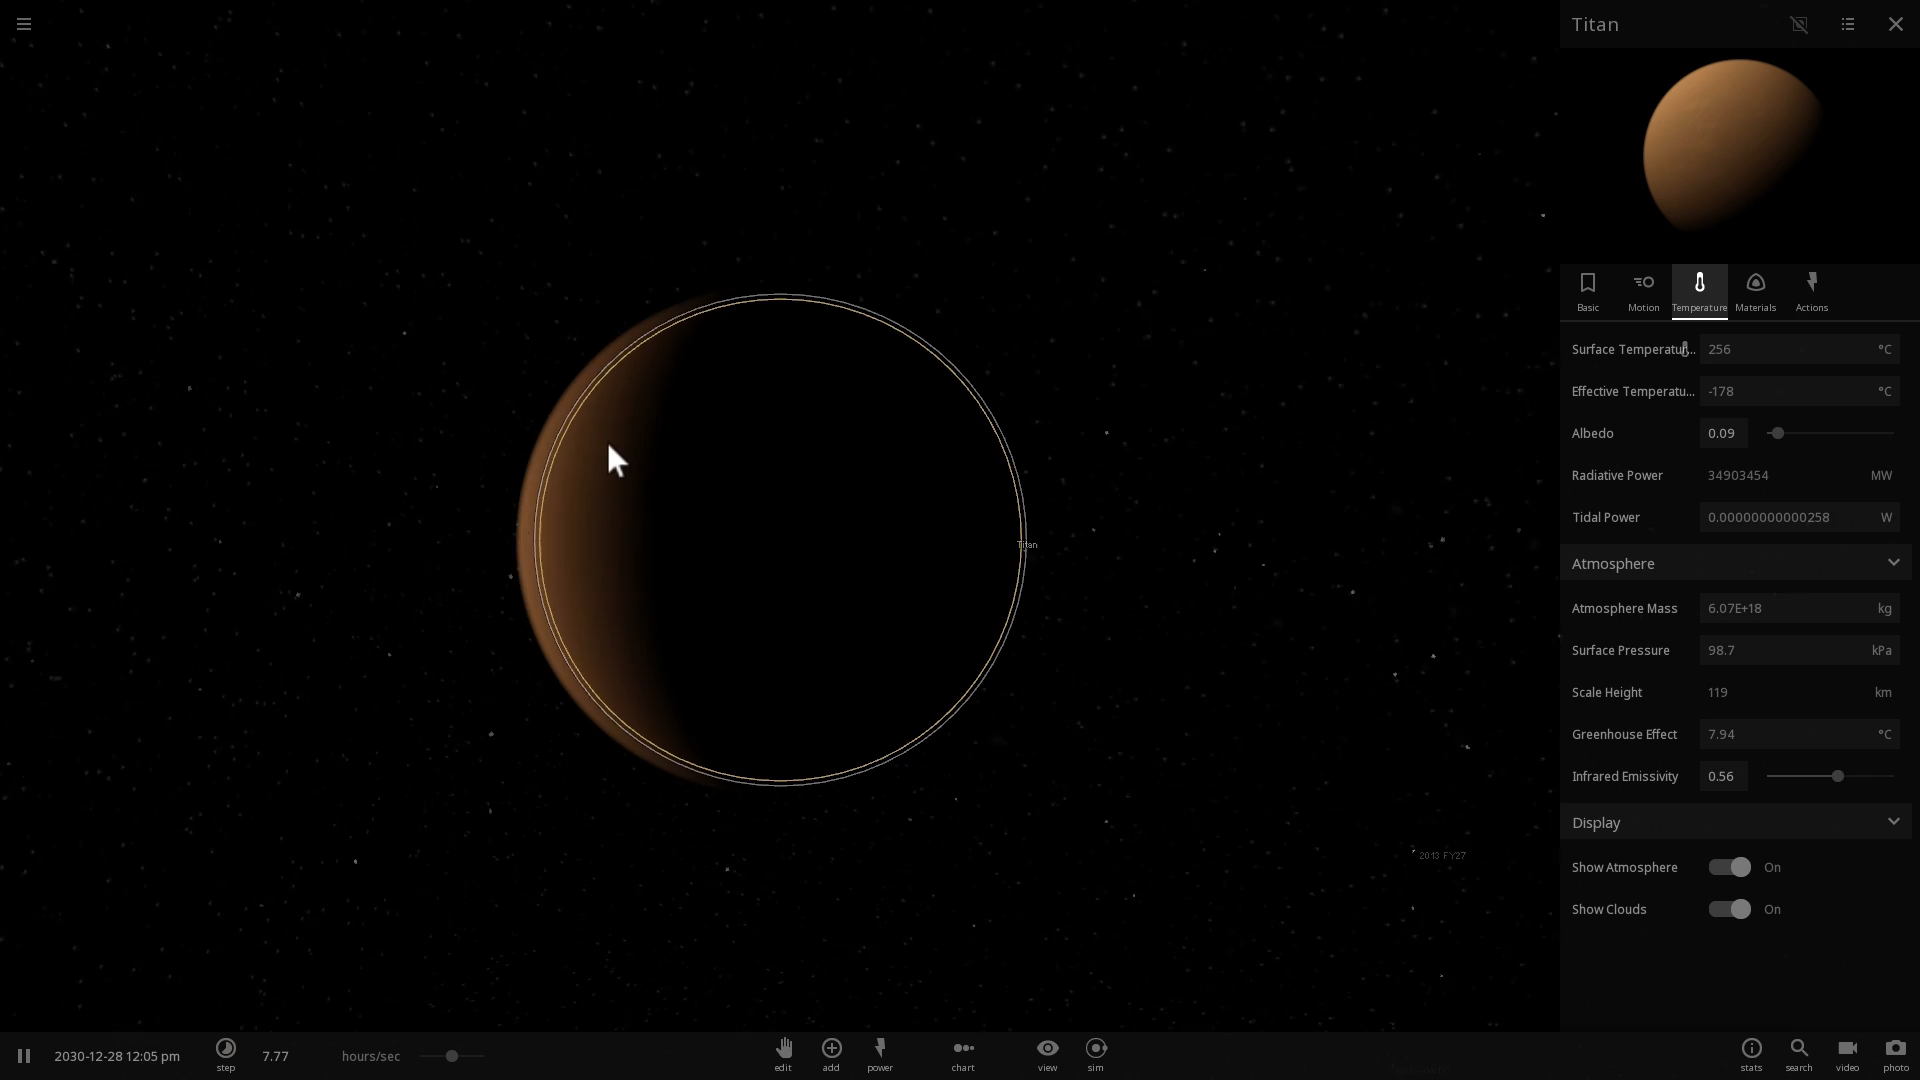 Titan
Basic
Motion
Temperature
Materials
Actions
Surface Temperatur... 256 °C
Effective Temperatu... -178 °C
Albedo 0.09
Radiative Power 34903454 MW
Tidal Power 0.00000000000258 W
Atmosphere
Atmosphere Mass 6.07E+18 kg
Surface Pressure 98.7 kPa
Scale Height 119 km
Greenhouse Effect 7.94 °C
Infrared Emissivity 0.56
Display
Show Atmosphere On
Show Clouds On
Titan
2013 FY27
2030-12-28 12:05 pm
step
7.77 hours/sec
edit
add
power
chart
view
sim
stats
search
video
photo